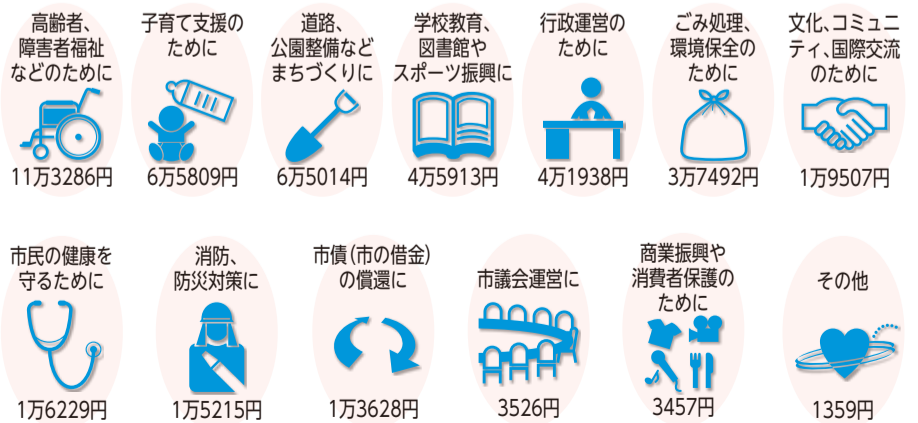 高齢者、
障害者福祉
などのために
11万3286円
子育て支援の
ために
6万5809円
道路、
公園整備など
まちづくりに
6万5014円
学校教育、
図書館や
スポーツ振興に
4万5913円
行政運営の
ために
4万1938円
ごみ処理、
環境保全の
ために
3万7492円
文化、コミュニ
ティ、国際交流
のために
1万9507円
市民の健康を
守るために
1万6229円
消防、
防災対策に
1万5215円
市債(市の借金)
の償還に
1万3628円
市議会運営に
3526円
商業振興や
消費者保護の
ために
3457円
その他
1359円